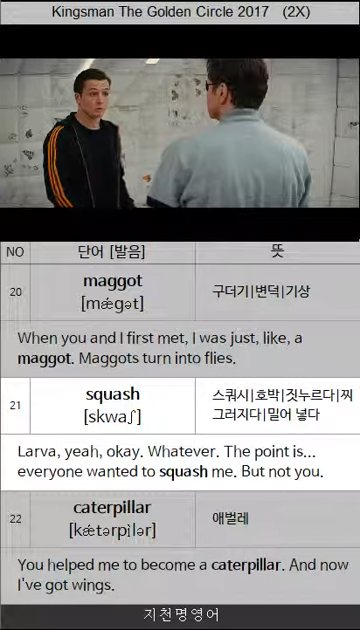 Kingsman The Golden Circle 2017 (2X)
NO 단어 [발음] 뜻
20 maggot [mǽgət] 구더기|변덕|기상
When you and I first met, I was just, like, a
maggot. Maggots turn into flies.
21 squash [skwaʃ] 스쿼시|호박|짓누르다|찌
그러지다|밀어 넣다
Larva, yeah, okay. Whatever. The point is...
everyone wanted to squash me. But not you.
22 caterpillar [kǽtərpìlər] 애벌레
You helped me to become a caterpillar. And now
I've got wings.
지천명영어